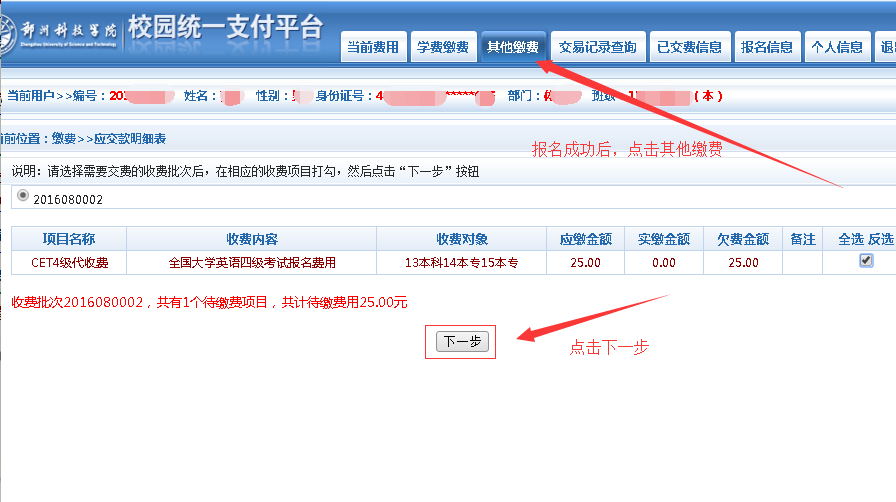 郑州科技学院 校园统一支付平台
Zhengzhou University of Science and Technology
当前费用 学费缴费 其他缴费 交易记录查询 已交费信息 报名信息 个人信息
当前用户>>编号：20 姓名： 性别： 身份证号：4 ***** 部门： 班级 1 （本）
前位置：缴费>>应交款明细表
报名成功后，点击其他缴费
说明：请选择需要交费的收费批次后，在相应的收费项目打勾，然后点击“下一步”按钮
2016080002
项目名称 收费内容 收费对象 应缴金额 实缴金额 欠费金额 备注 全选 反选
CET4级代收费 全国大学英语四级考试报名费用 13本科14本专15本专 25.00 0.00 25.00
收费批次2016080002，共有1个待缴费项目，共计待缴费用25.00元
下一步
点击下一步